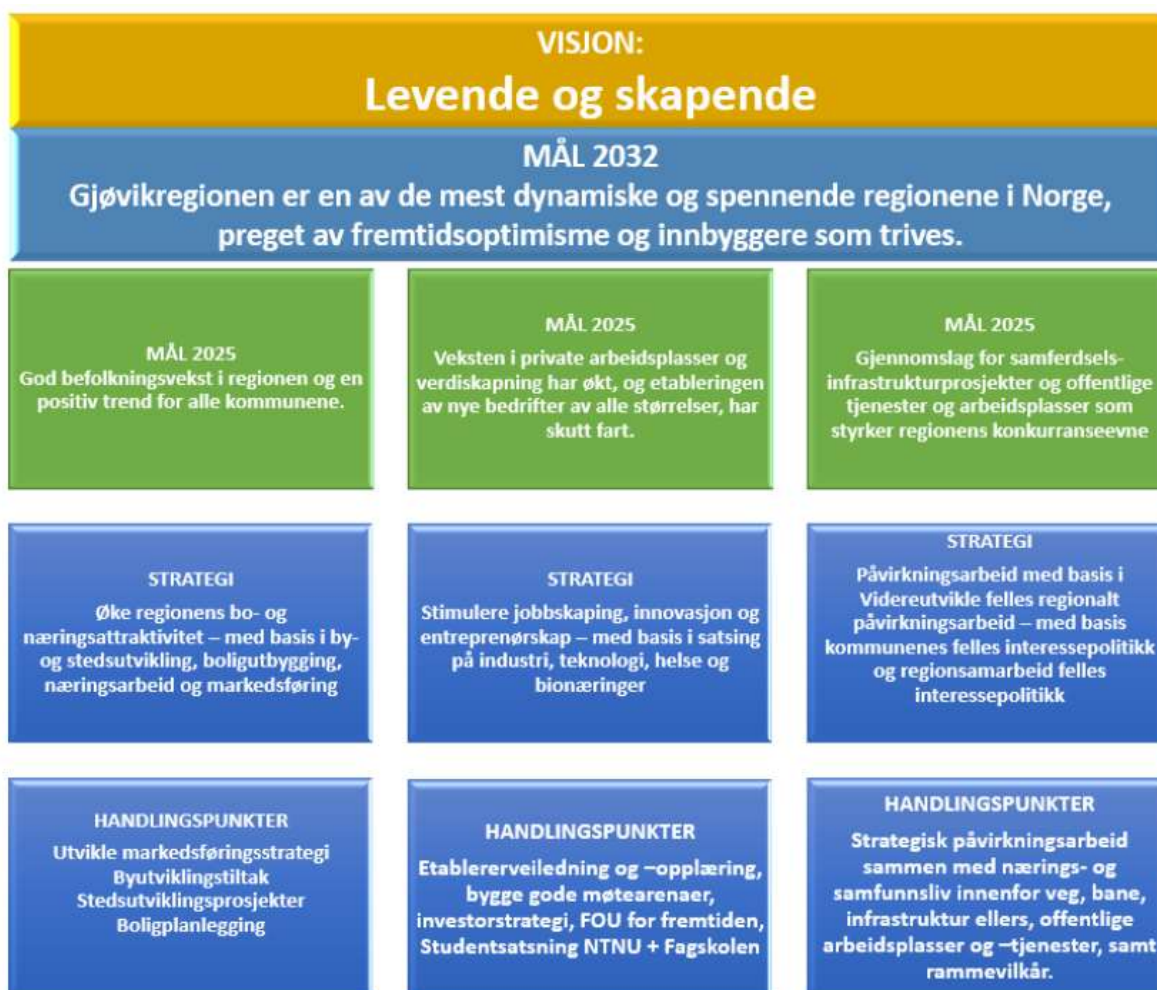 VISJON:
Levende og skapende
MÅL 2032
Gjøvikregionen er en av de mest dynamiske og spennende regionene i Norge,
preget av fremtidsoptimisme og innbyggere som trives.
MÅL 2025
God befolkningsvekst i regionen og en
positiv trend for alle kommunene.
MÅL 2025
Veksten i private arbeidsplasser og
verdiskapning har økt, og etableringen
av nye bedrifter av alle størrelser, har
skutt fart.
MÅL 2025
Gjennomslag for samferdsels-
infrastrukturprosjekter og offentlige
tjenester og arbeidsplasser som
styrker regionens konkurranseevne
STRATEGI
Øke regionens bo- og
næringsattraktivitet – med basis i by-
og stedsutvikling, boligutbygging,
næringsarbeid og markedsføring
STRATEGI
Stimulere jobbskaping, innovasjon og
entreprenørskap – med basis i satsing
på industri, teknologi, helse og
bionæringer
STRATEGI
Påvirkningsarbeid med basis i
Videreutvikle felles regionalt
påvirkningsarbeid – med basis
kommunenes felles interessepolitikk
og regionsamarbeid felles
interessepolitikk
HANDLINGSPUNKTER
Utvikle markedsføringsstrategi
Byutviklingstiltak
Stedsutviklingsprosjekter
Boligplanlegging
HANDLINGSPUNKTER
Etablererveiledning og –opplæring,
bygge gode møtearenaer,
investorstrategi, FOU for fremtiden,
Studentsatsning NTNU + Fagskolen
HANDLINGSPUNKTER
Strategisk påvirkningsarbeid
sammen med nærings- og
samfunnsliv innenfor veg, bane,
infrastruktur ellers, offentlige
arbeidsplasser og –tjenester, samt
rammevilkår.